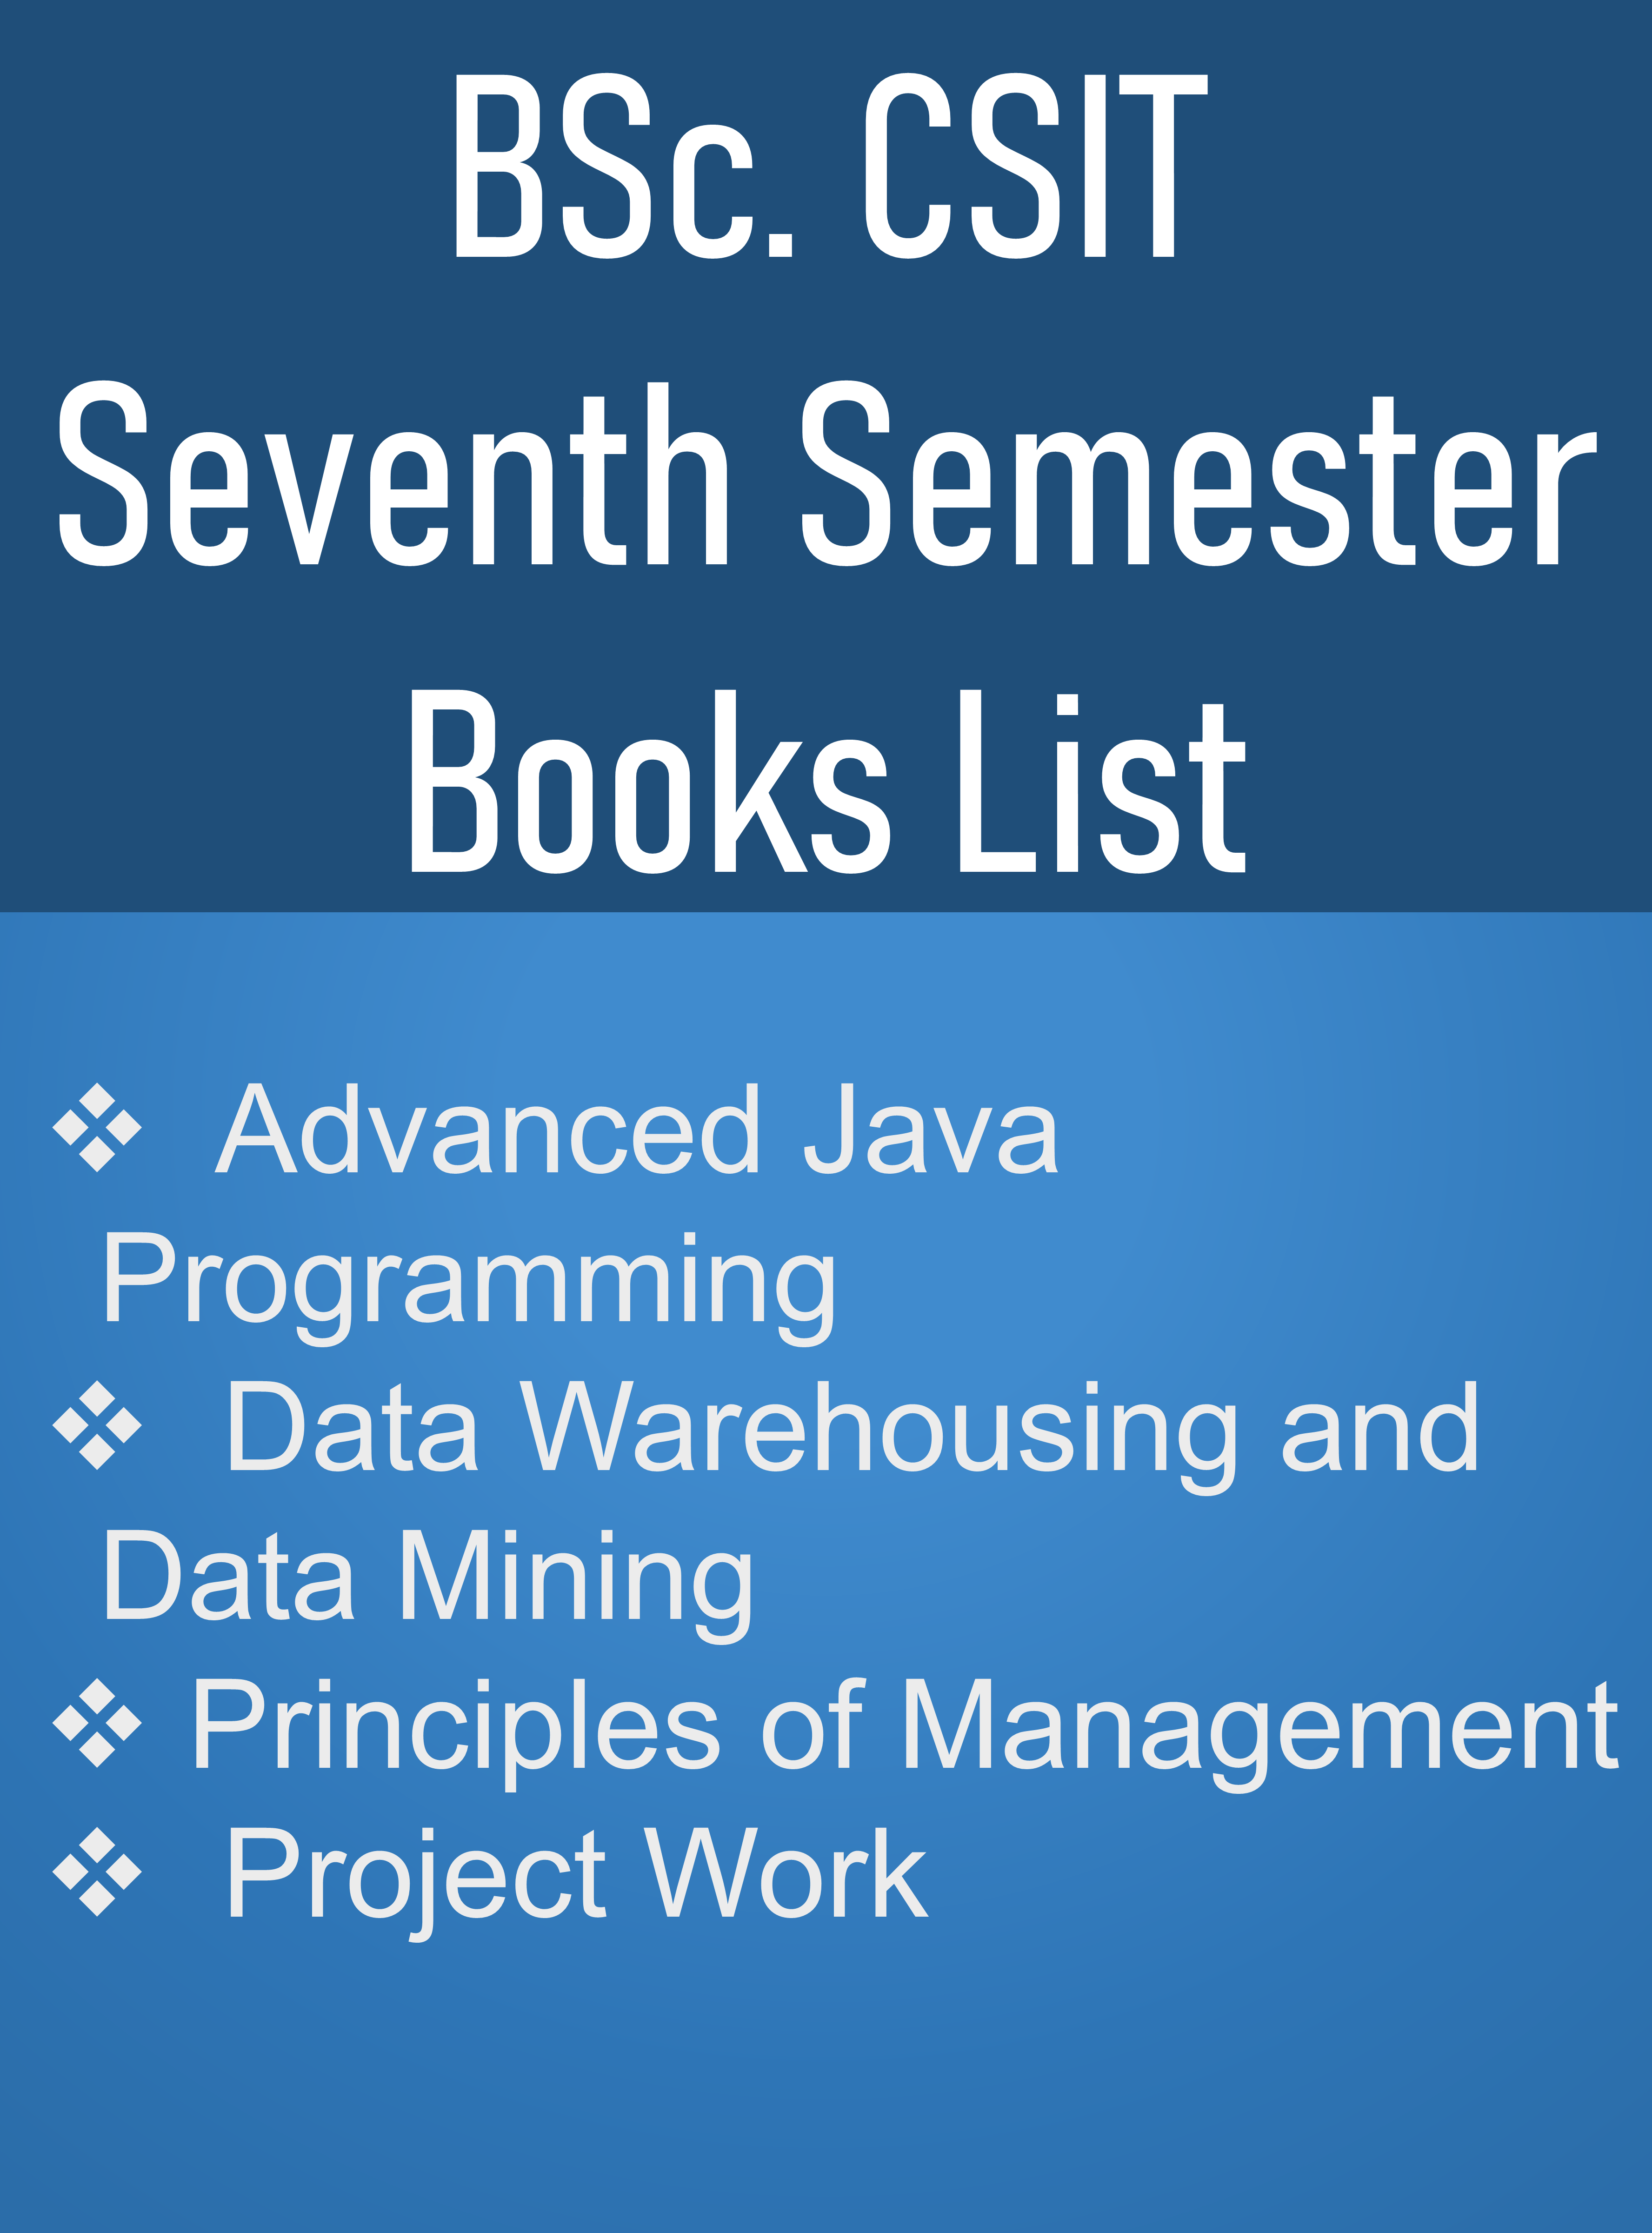 BSc. CSIT
Seventh Semester
Books List
❖ Advanced Java
Programming
❖ Data Warehousing and
Data Mining
❖ Principles of Management
❖ Project Work